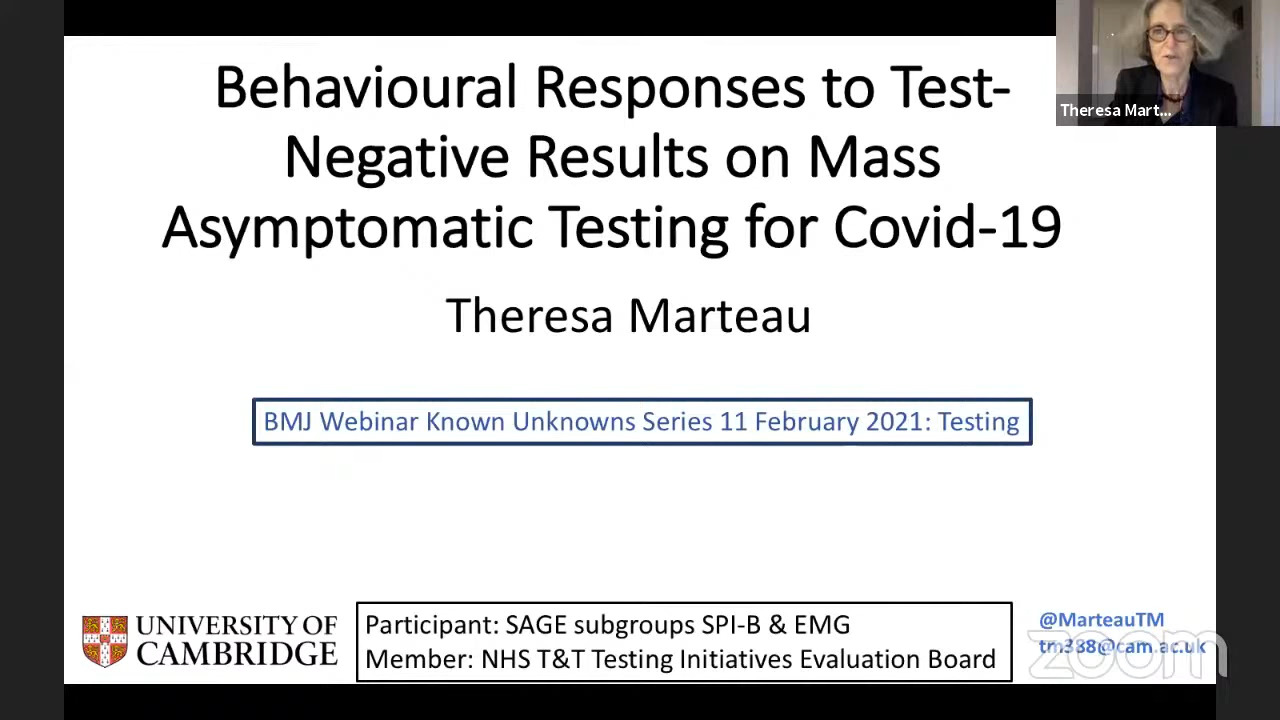 Behavioural Responses to Test-
Negative Results on Mass
Asymptomatic Testing for Covid-19
Theresa Marteau
BMJ Webinar Known Unknowns Series 11 February 2021: Testing
UNIVERSITY OF
CAMBRIDGE
Participant: SAGE subgroups SPI-B & EMG
Member: NHS T&T Testing Initiatives Evaluation Board
@MarteauTM
tm388@cam.ac.uk
zoom
Theresa Mart...